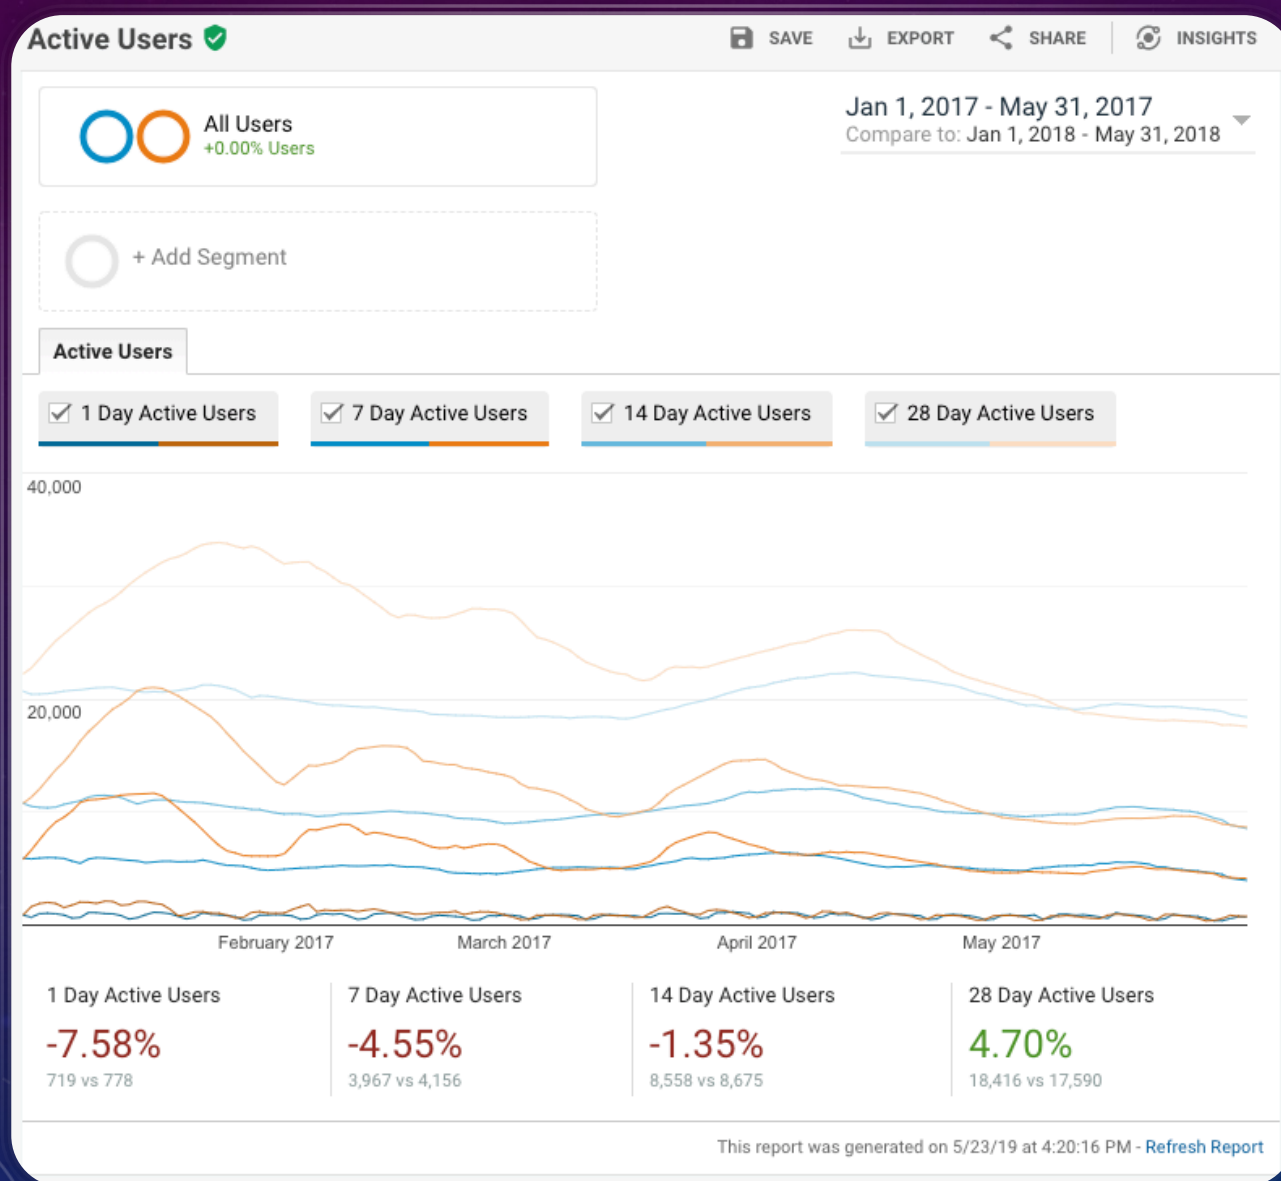 Active Users
SAVE
EXPORT
SHARE
INSIGHTS
All Users
+0.00% Users
Jan 1, 2017 - May 31, 2017
Compare to: Jan 1, 2018 - May 31, 2018
+ Add Segment
Active Users
1 Day Active Users
7 Day Active Users
14 Day Active Users
28 Day Active Users
40,000
20,000
February 2017
March 2017
April 2017
May 2017
1 Day Active Users
-7.58%
719 vs 778
7 Day Active Users
-4.55%
3,967 vs 4,156
14 Day Active Users
-1.35%
8,558 vs 8,675
28 Day Active Users
4.70%
18,416 vs 17,590
This report was generated on 5/23/19 at 4:20:16 PM - Refresh Report